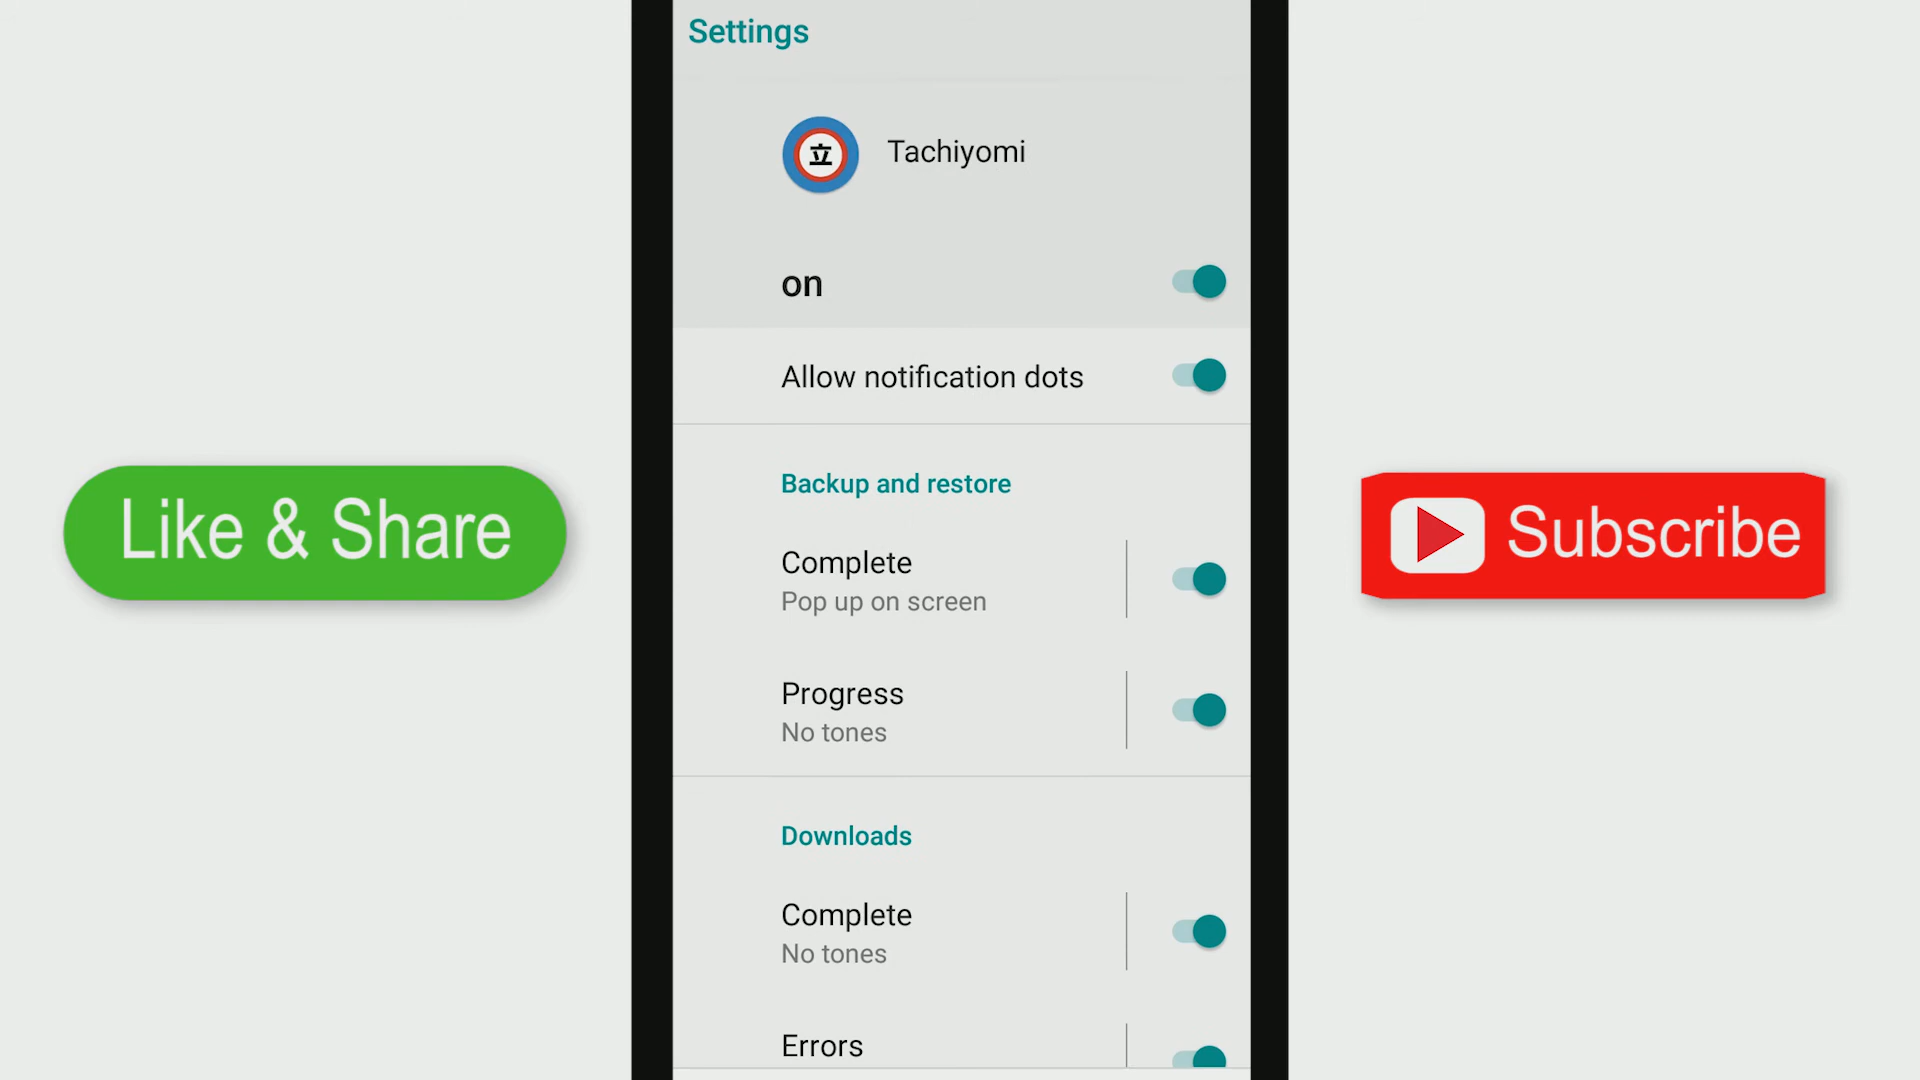 Settings
立
Tachiyomi
on
Allow notification dots
Backup and restore
Complete
Pop up on screen
Progress
No tones
Downloads
Complete
No tones
Errors
Like & Share
Subscribe